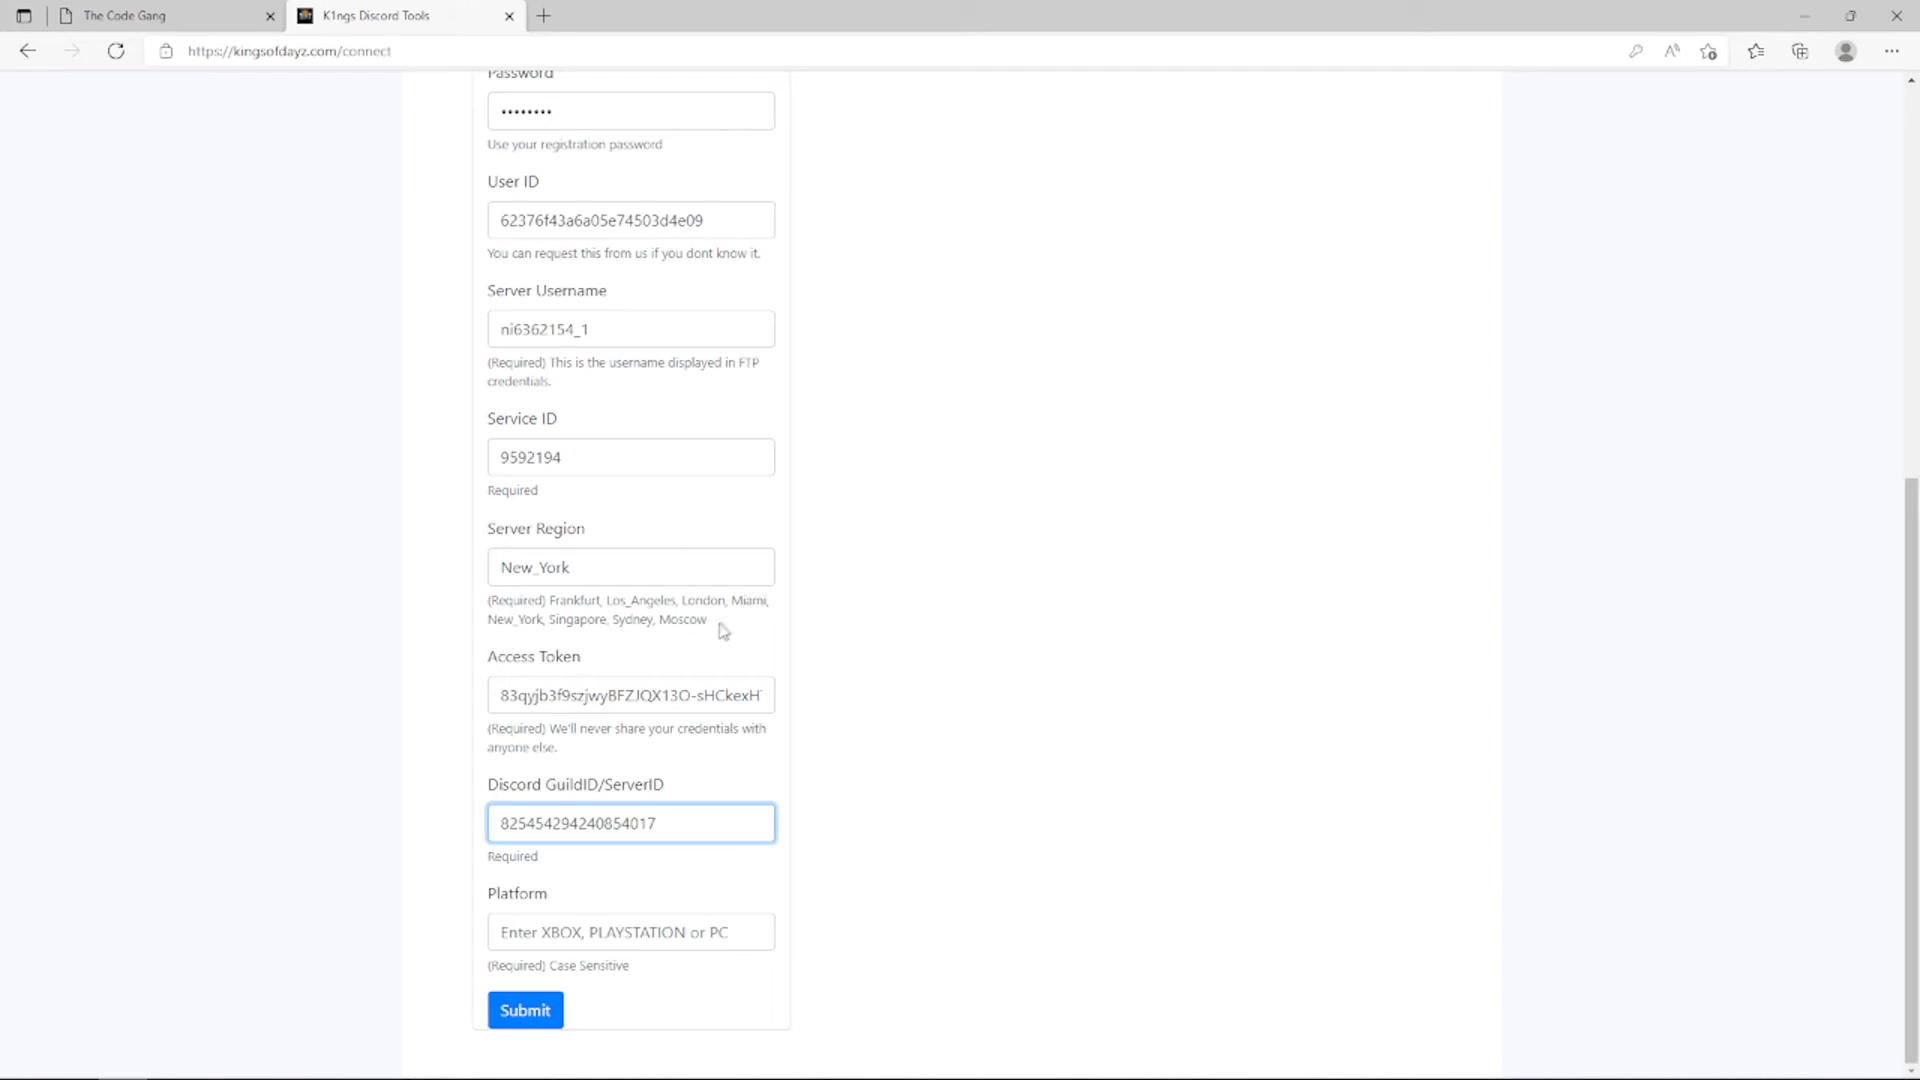 The Code Gang
K1ngs Discord Tools
https://kingsofdayz.com/connect
Password
••••••••
Use your registration password
User ID
62376f43a6a05e74503d4e09
You can request this from us if you dont know it.
Server Username
ni6362154_1
(Required) This is the username displayed in FTP
credentials.
Service ID
9592194
Required
Server Region
New_York
(Required) Frankfurt, Los_Angeles, London, Miami,
New_York, Singapore, Sydney, Moscow
Access Token
83qyjb3f9szjwyBFZJQX13O-sHCkexH
(Required) We'll never share your credentials with
anyone else.
Discord GuildID/ServerID
825454294240854017
Required
Platform
Enter XBOX, PLAYSTATION or PC
(Required) Case Sensitive
Submit